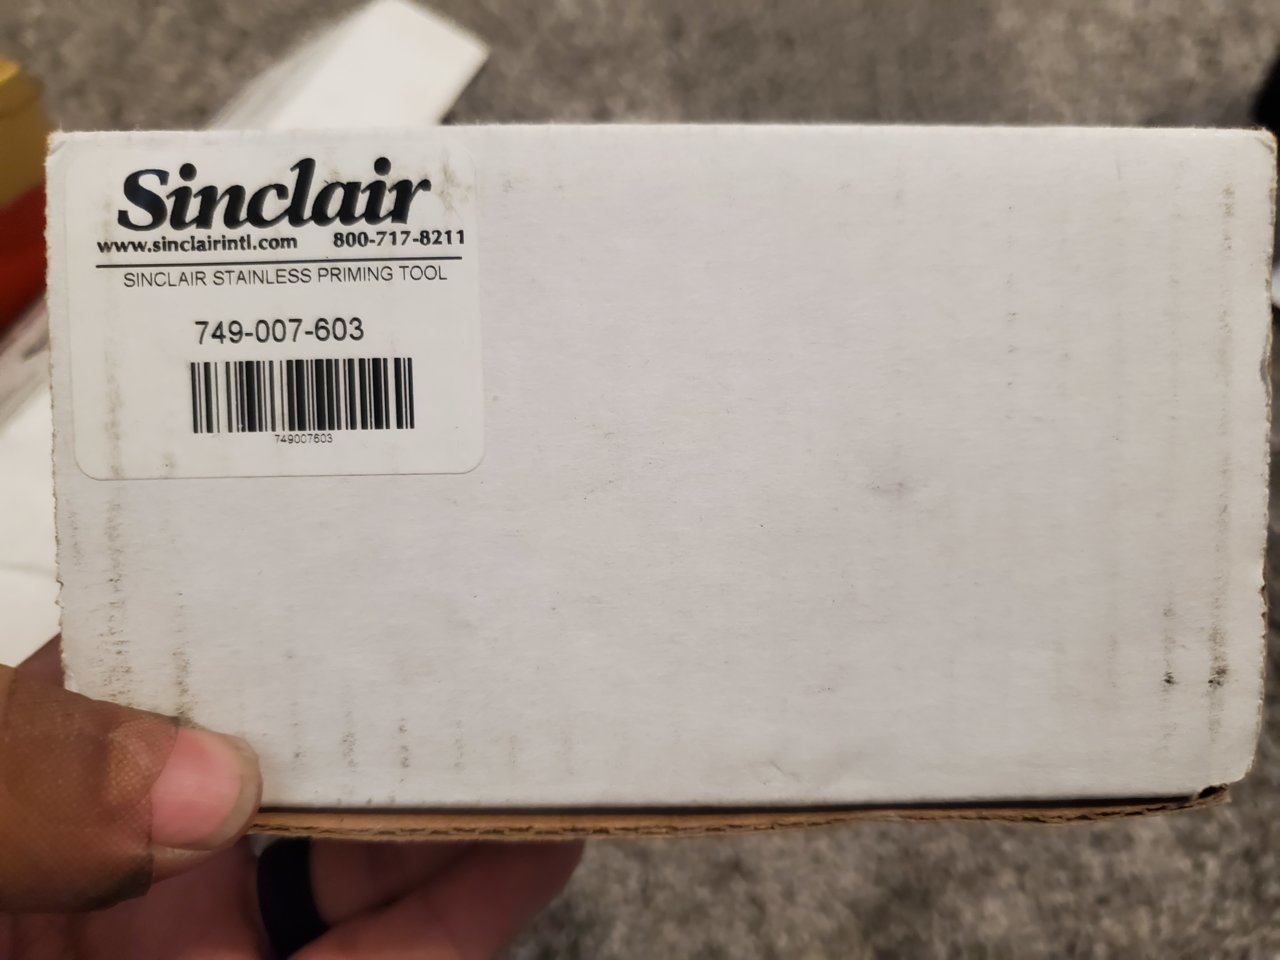 Sinclair
www.sinclairintl.com 800-717-8211
SINCLAIR STAINLESS PRIMING TOOL
749-007-603
749007603